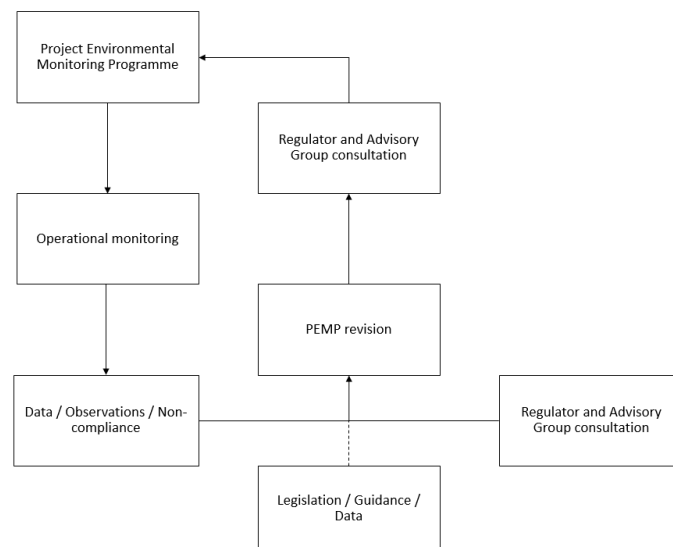 Project Environmental
Monitoring Programme
Regulator and Advisory
Group consultation
Operational monitoring
PEMP revision
Data / Observations / Non-
compliance
Regulator and Advisory
Group consultation
Legislation / Guidance /
Data